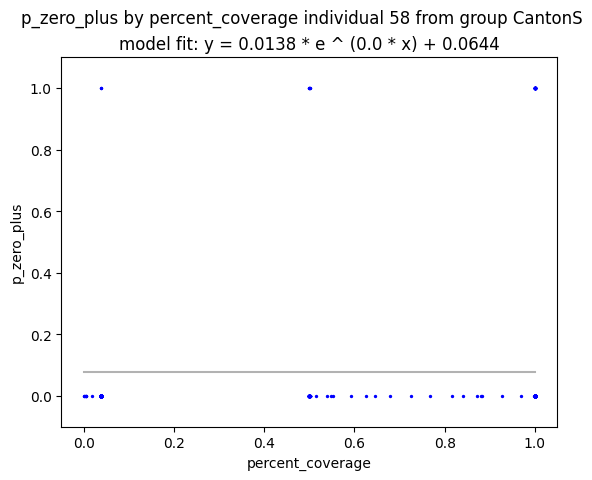 p_zero_plus by percent_coverage individual 58 from group CantonS
model fit: y = 0.0138 * e ^ (0.0 * x) + 0.0644
1.0
0.8
0.6
0.4
0.2
0.0
p_zero_plus
0.0 0.2 0.4 0.6 0.8 1.0
percent_coverage